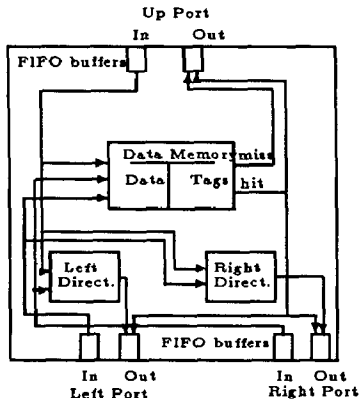 Up Port
In Out
FIFO buffers
Data Memory miss
Data Tags hit
Left Direct.
Right Direct.
FIFO buffers
In Out In Out
Left Port Right Port